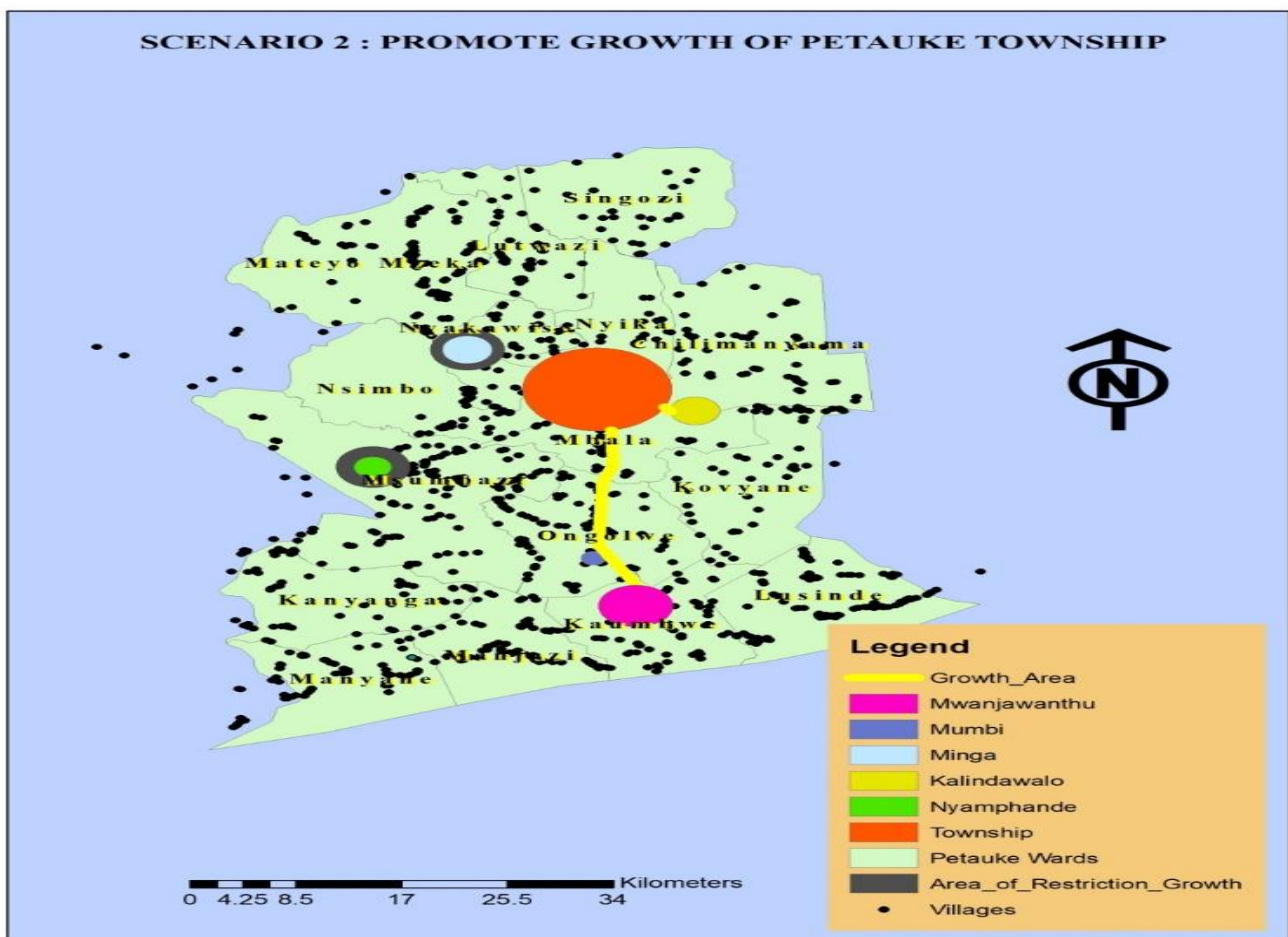 SCENARIO 2 : PROMOTE GROWTH OF PETAUKE TOWNSHIP
Singozi
Lutwazi
Mateyo Mzeka
Nyika
Chilimanyama
Nsimbo
Mbala
Msumbazi
Kovyane
Ongolwe
Lusinde
Kanyanga
Kaumbwe
Manjazi
Manyane
N
Legend
Growth_Area
Mwanjawanthu
Mumbi
Minga
Kalindawalo
Nyamphande
Township
Petauke Wards
Area_of_Restriction_Growth
Villages
Kilometers
0 4.25 8.5 17 25.5 34